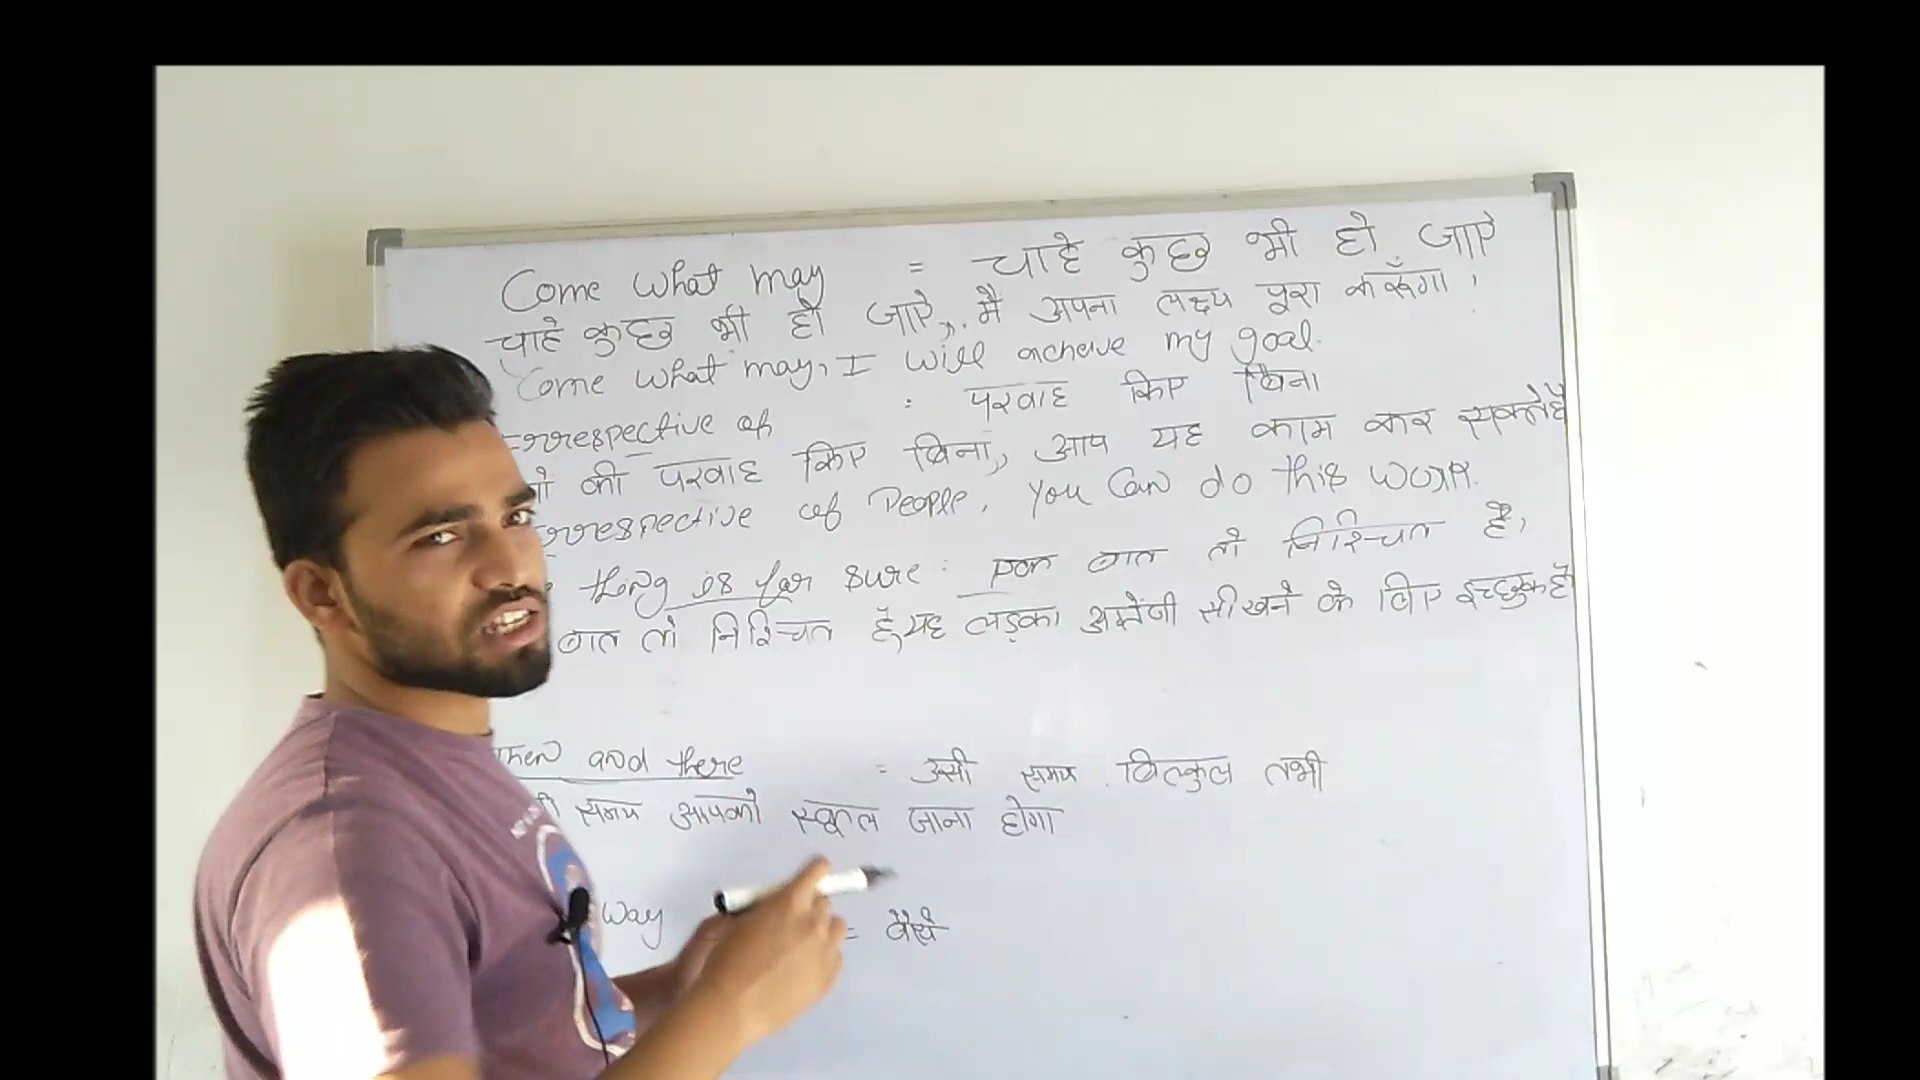 Come what may = चाहे कुछ भी हो जाऐ
चाहे कुछ भी हो जाऐ, मै अपना लक्ष्य पूरा करूँगा।
Come what may, I will acheive my goal.
Irrespective of : परवाह किए बिना
की परवाह किए बिना, आप यह काम कर सकते है
Irrespective of People, you can do this work.
thing is for sure : एक बात तो निश्चित है,
बात तो निश्चित है, यह लड़का अग्रेंजी सीखने के लिए इच्छुक है
Then and there = उसी समय, बिल्कुल तभी
समय आपको स्कूल जाना होगा
Way = वैसे